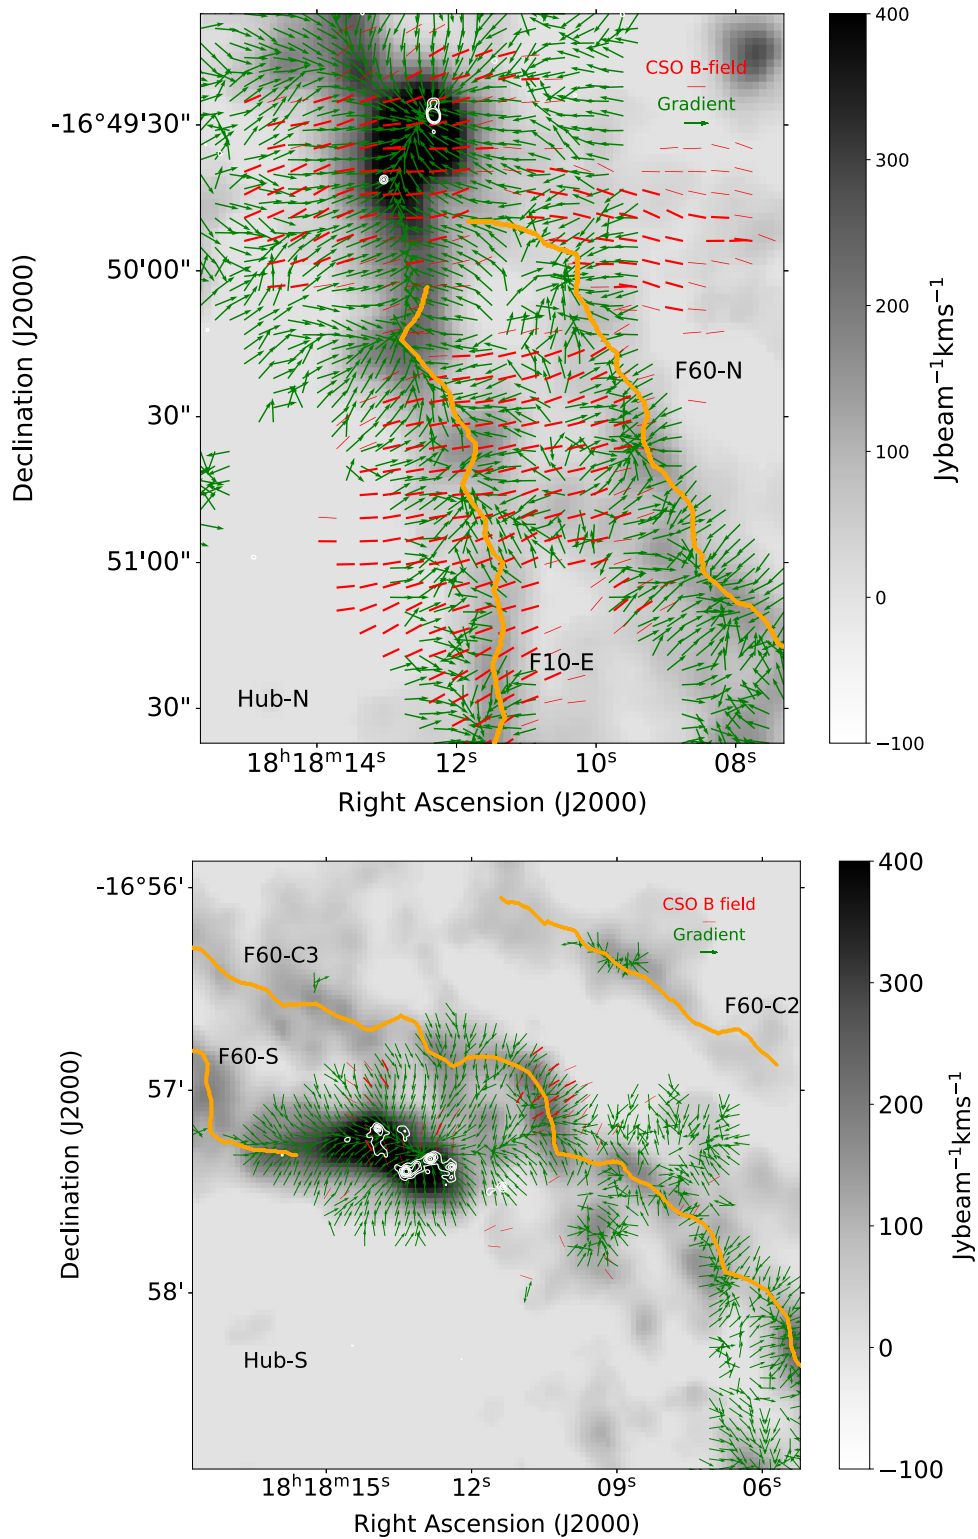 CSO B-field
Gradient
-16°49'30"
50'00"
30"
51'00"
30"
Declination (J2000)
F60-N
F10-E
Hub-N
18ʰ18ᵐ14ˢ
12ˢ
10ˢ
08ˢ
Right Ascension (J2000)
400
300
200
100
0
−100
Jybeam⁻¹kms⁻¹
-16°56'
57'
58'
Declination (J2000)
CSO B field
Gradient
F60-C3
F60-C2
F60-S
Hub-S
18ʰ18ᵐ15ˢ
12ˢ
09ˢ
06ˢ
Right Ascension (J2000)
400
300
200
100
0
−100
Jybeam⁻¹kms⁻¹